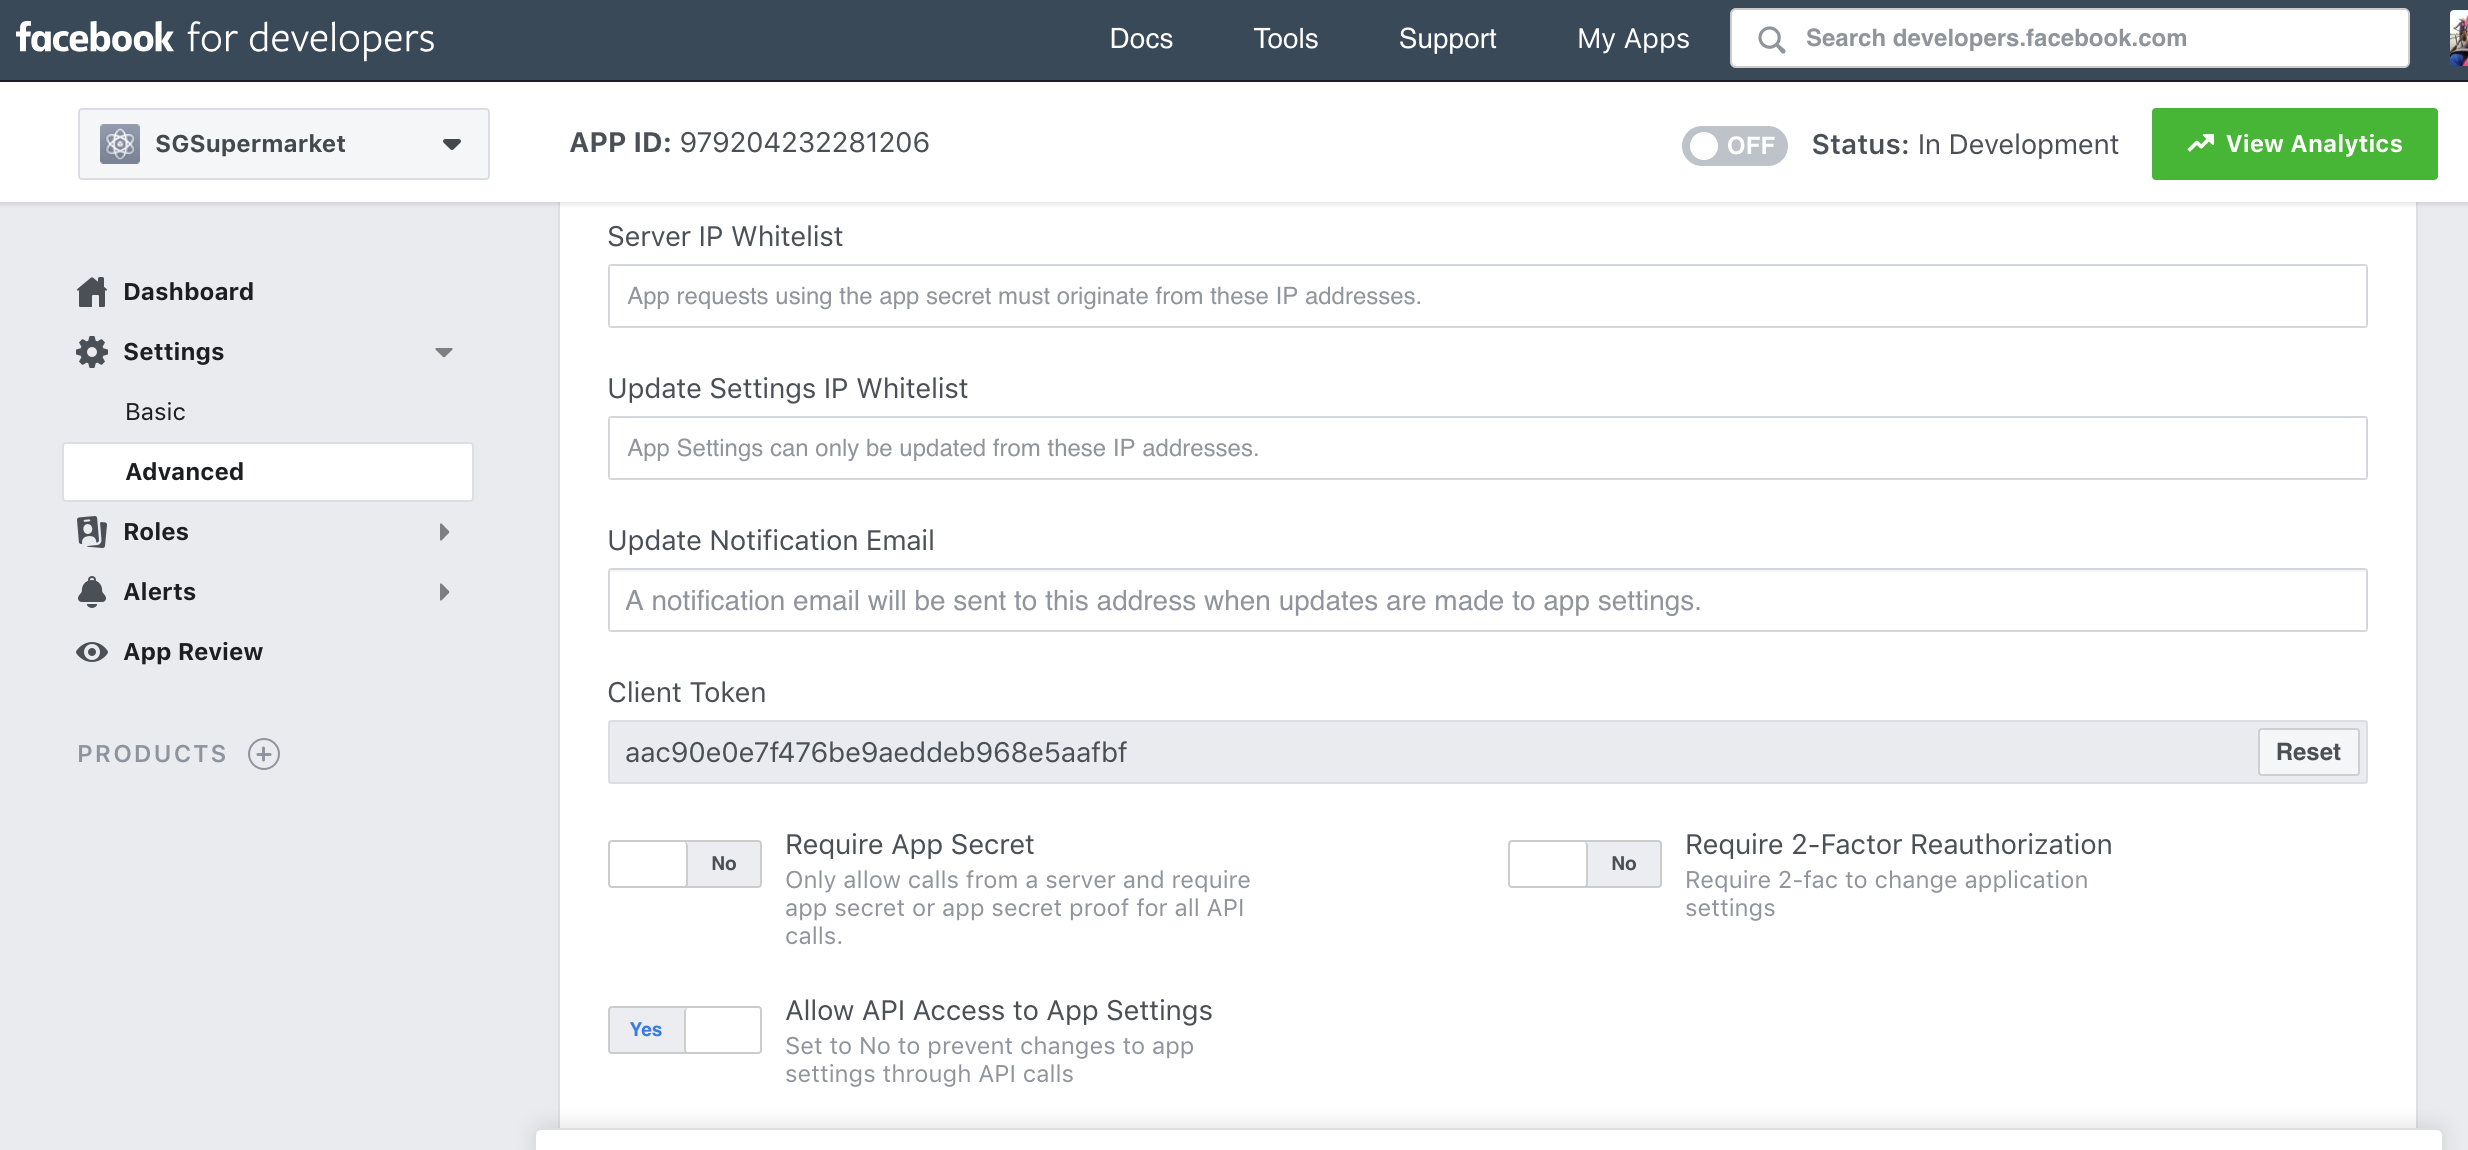 facebook for developers
Docs
Tools
Support
My Apps
Search developers.facebook.com
SGSupermarket
APP ID: 979204232281206
OFF
Status: In Development
View Analytics
Dashboard
Settings
Basic
Advanced
Roles
Alerts
App Review
PRODUCTS
Server IP Whitelist
App requests using the app secret must originate from these IP addresses.
Update Settings IP Whitelist
App Settings can only be updated from these IP addresses.
Update Notification Email
A notification email will be sent to this address when updates are made to app settings.
Client Token
aac90e0e7f476be9aeddeb968e5aafbf
Reset
No
Require App Secret
Only allow calls from a server and require
app secret or app secret proof for all API
calls.
No
Require 2-Factor Reauthorization
Require 2-fac to change application
settings
Yes
Allow API Access to App Settings
Set to No to prevent changes to app
settings through API calls